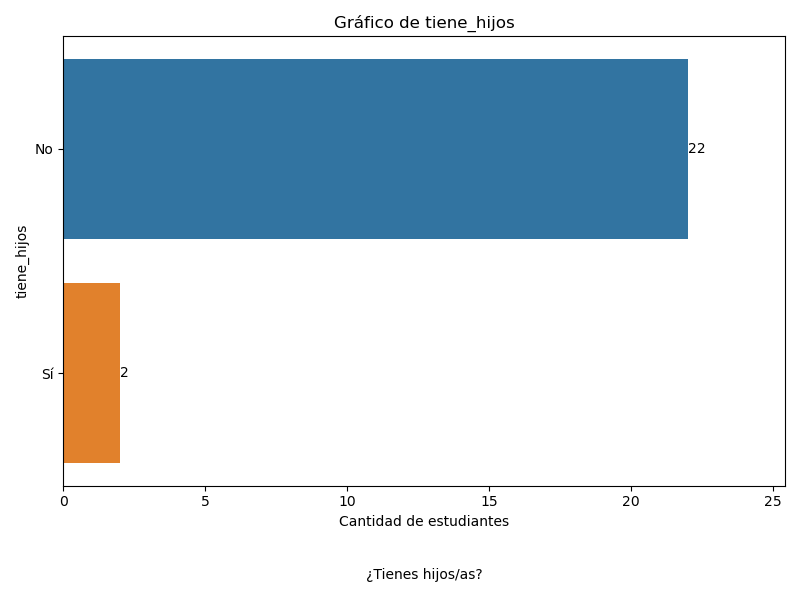 Gráfico de tiene_hijos
No
22
tiene_hijos
Sí
2
0 5 10 15 20 25
Cantidad de estudiantes
¿Tienes hijos/as?